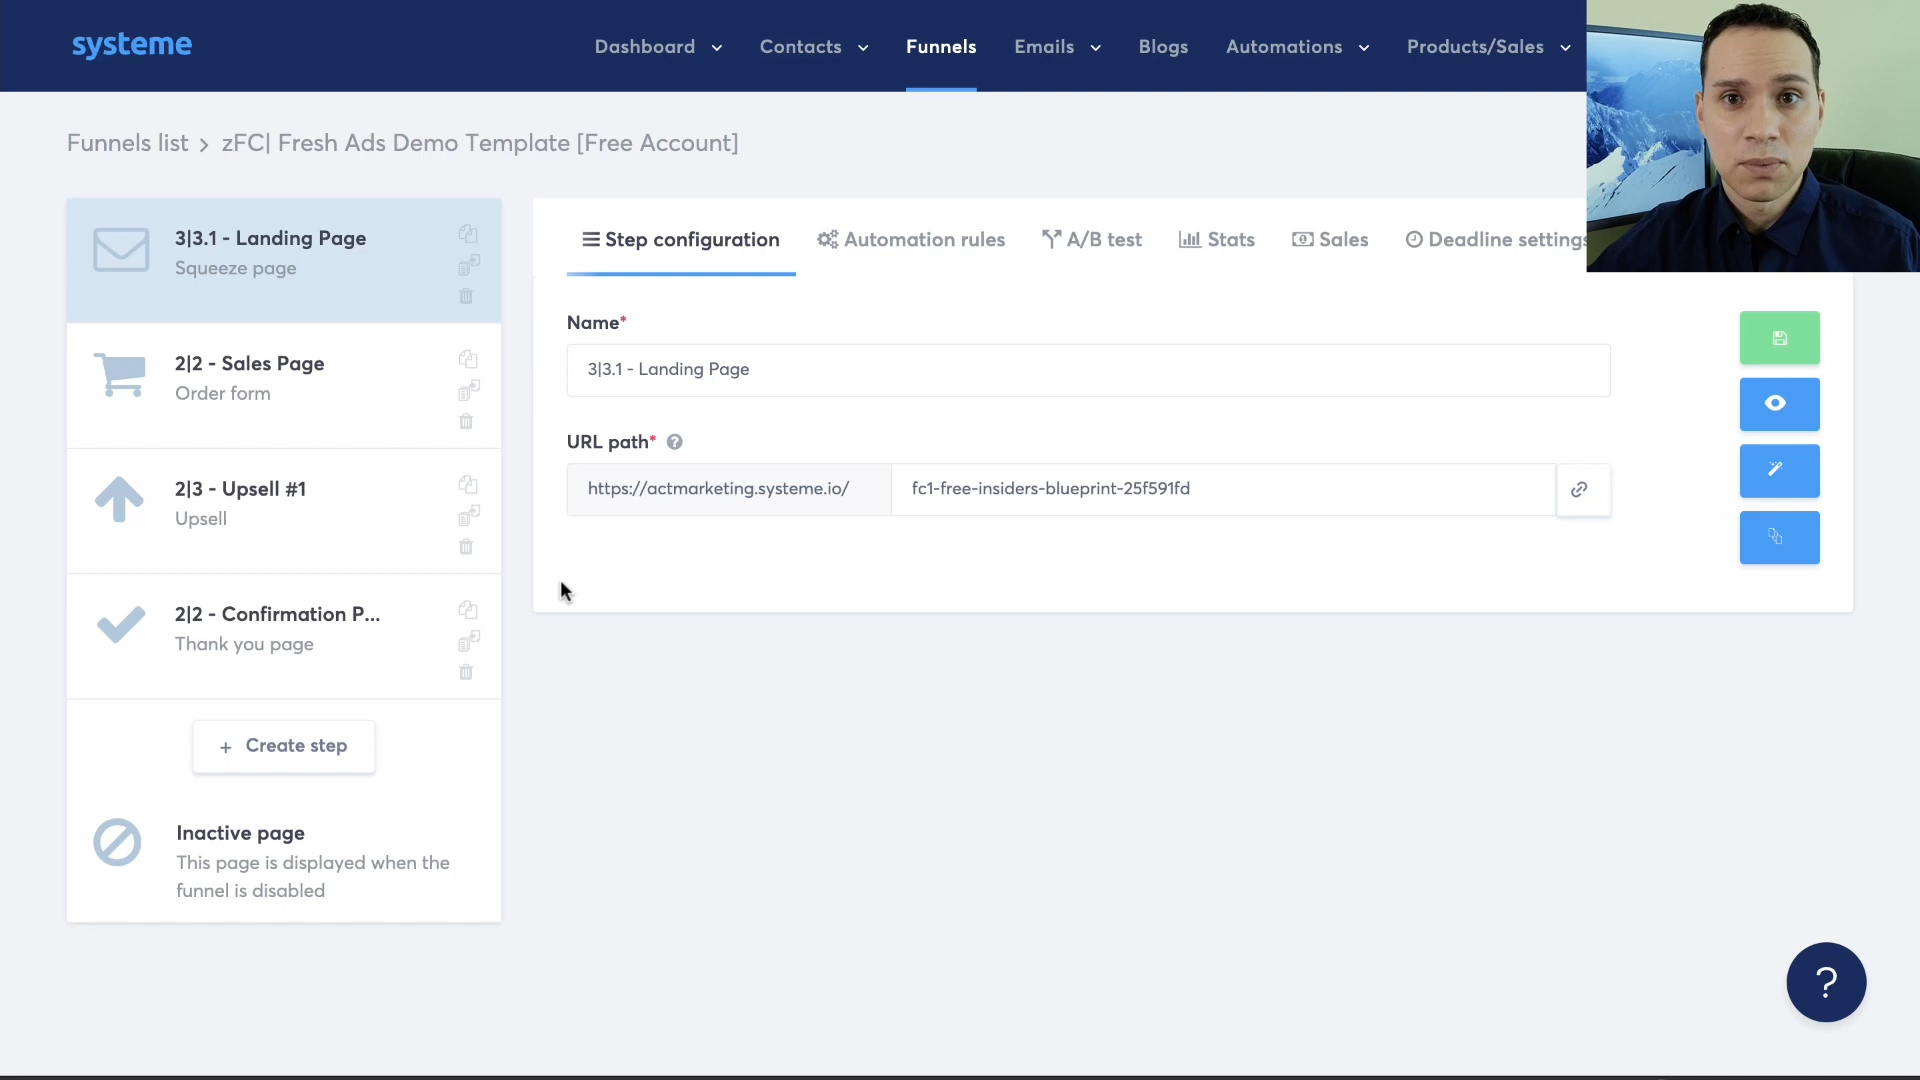 systeme
Dashboard
Contacts
Funnels
Emails
Blogs
Automations
Products/Sales
Funnels list › zFC| Fresh Ads Demo Template [Free Account]
3|3.1 - Landing Page
Squeeze page
2|2 - Sales Page
Order form
2|3 - Upsell #1
Upsell
2|2 - Confirmation P...
Thank you page
+ Create step
Inactive page
This page is displayed when the
funnel is disabled
Step configuration
Automation rules
A/B test
Stats
Sales
Deadline settings
Name*
3|3.1 - Landing Page
URL path* ?
https://actmarketing.systeme.io/
fc1-free-insiders-blueprint-25f591fd
?